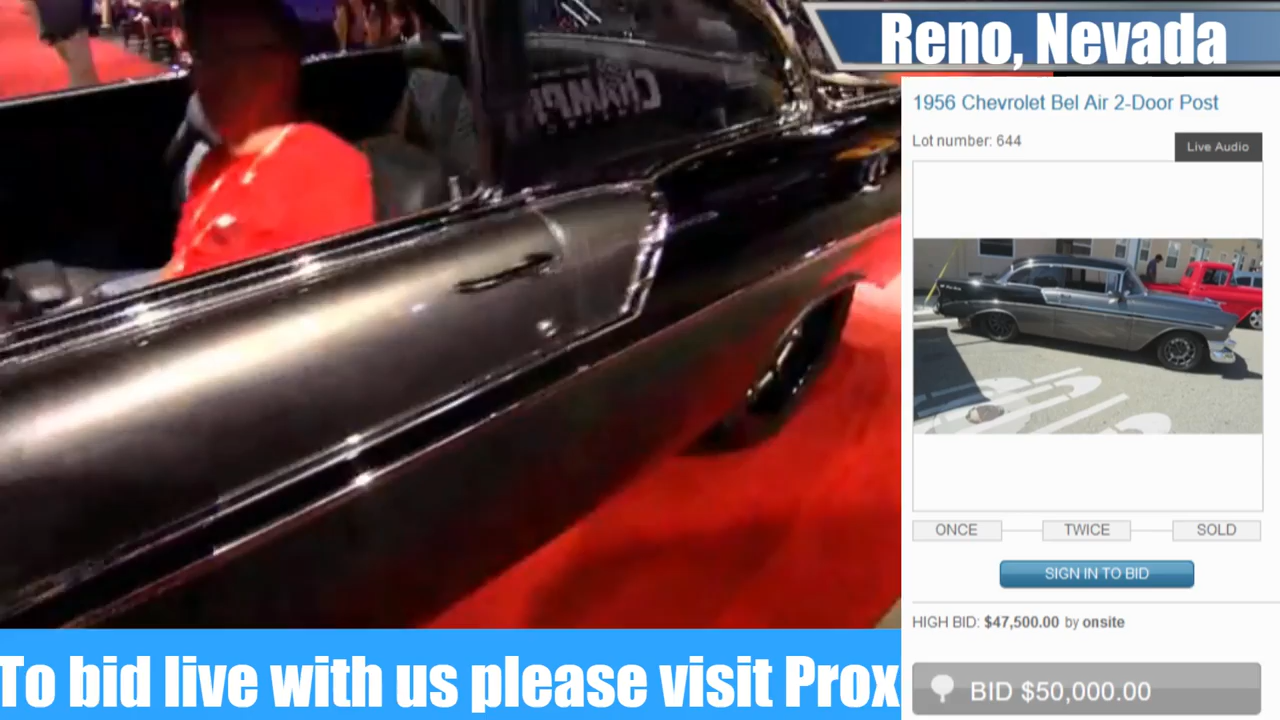 Reno, Nevada
1956 Chevrolet Bel Air 2-Door Post
Lot number: 644
Live Audio
ONCE TWICE SOLD
SIGN IN TO BID
HIGH BID: $47,500.00 by onsite
BID $50,000.00
To bid live with us please visit Prox